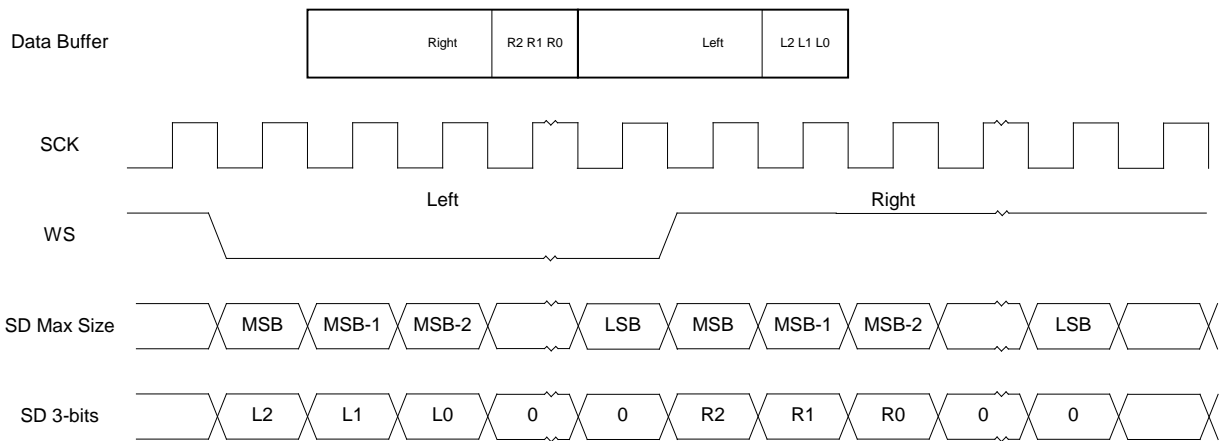 Data Buffer Right R2 R1 R0 Left L2 L1 L0
SCK
Left Right
WS
SD Max Size MSB MSB-1 MSB-2 LSB MSB MSB-1 MSB-2 LSB
SD 3-bits L2 L1 L0 0 0 R2 R1 R0 0 0